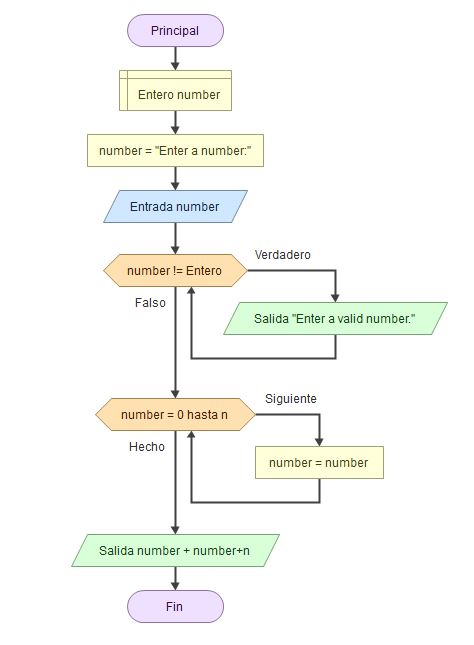 Principal
Entero number
number = "Enter a number:"
Entrada number
number != Entero
Verdadero
Falso
Salida "Enter a valid number."
number = 0 hasta n
Siguiente
Hecho
number = number
Salida number + number+n
Fin